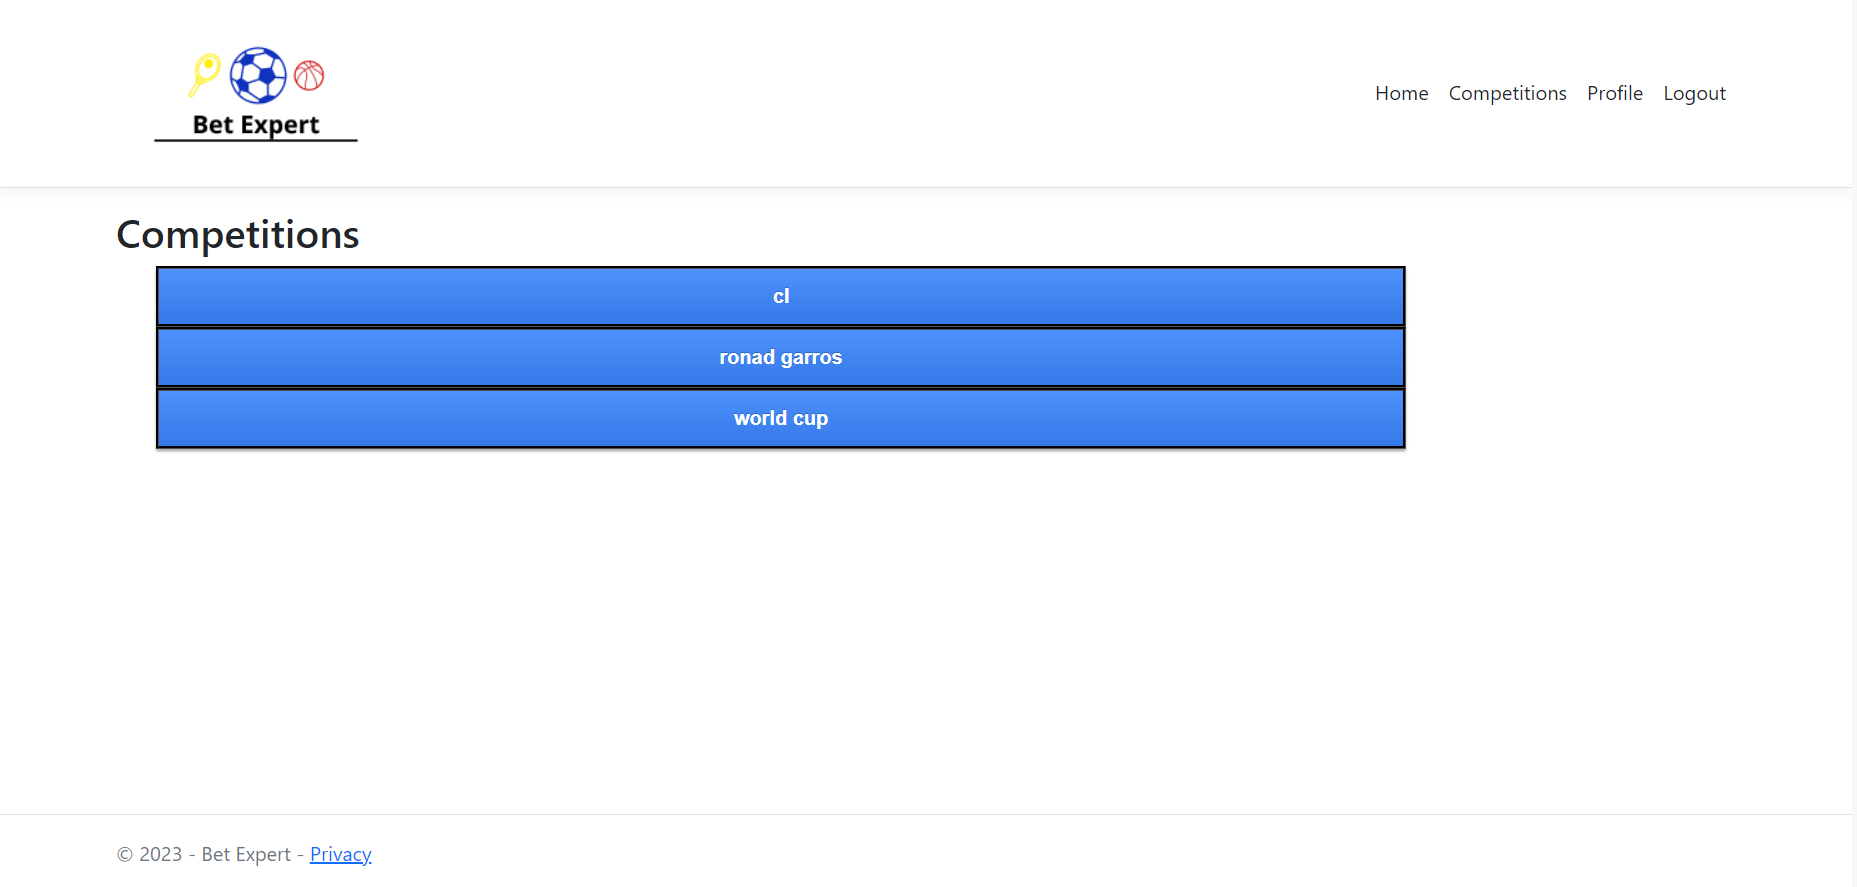 Bet Expert
Home Competitions Profile Logout
Competitions
cl
ronad garros
world cup
© 2023 - Bet Expert - Privacy